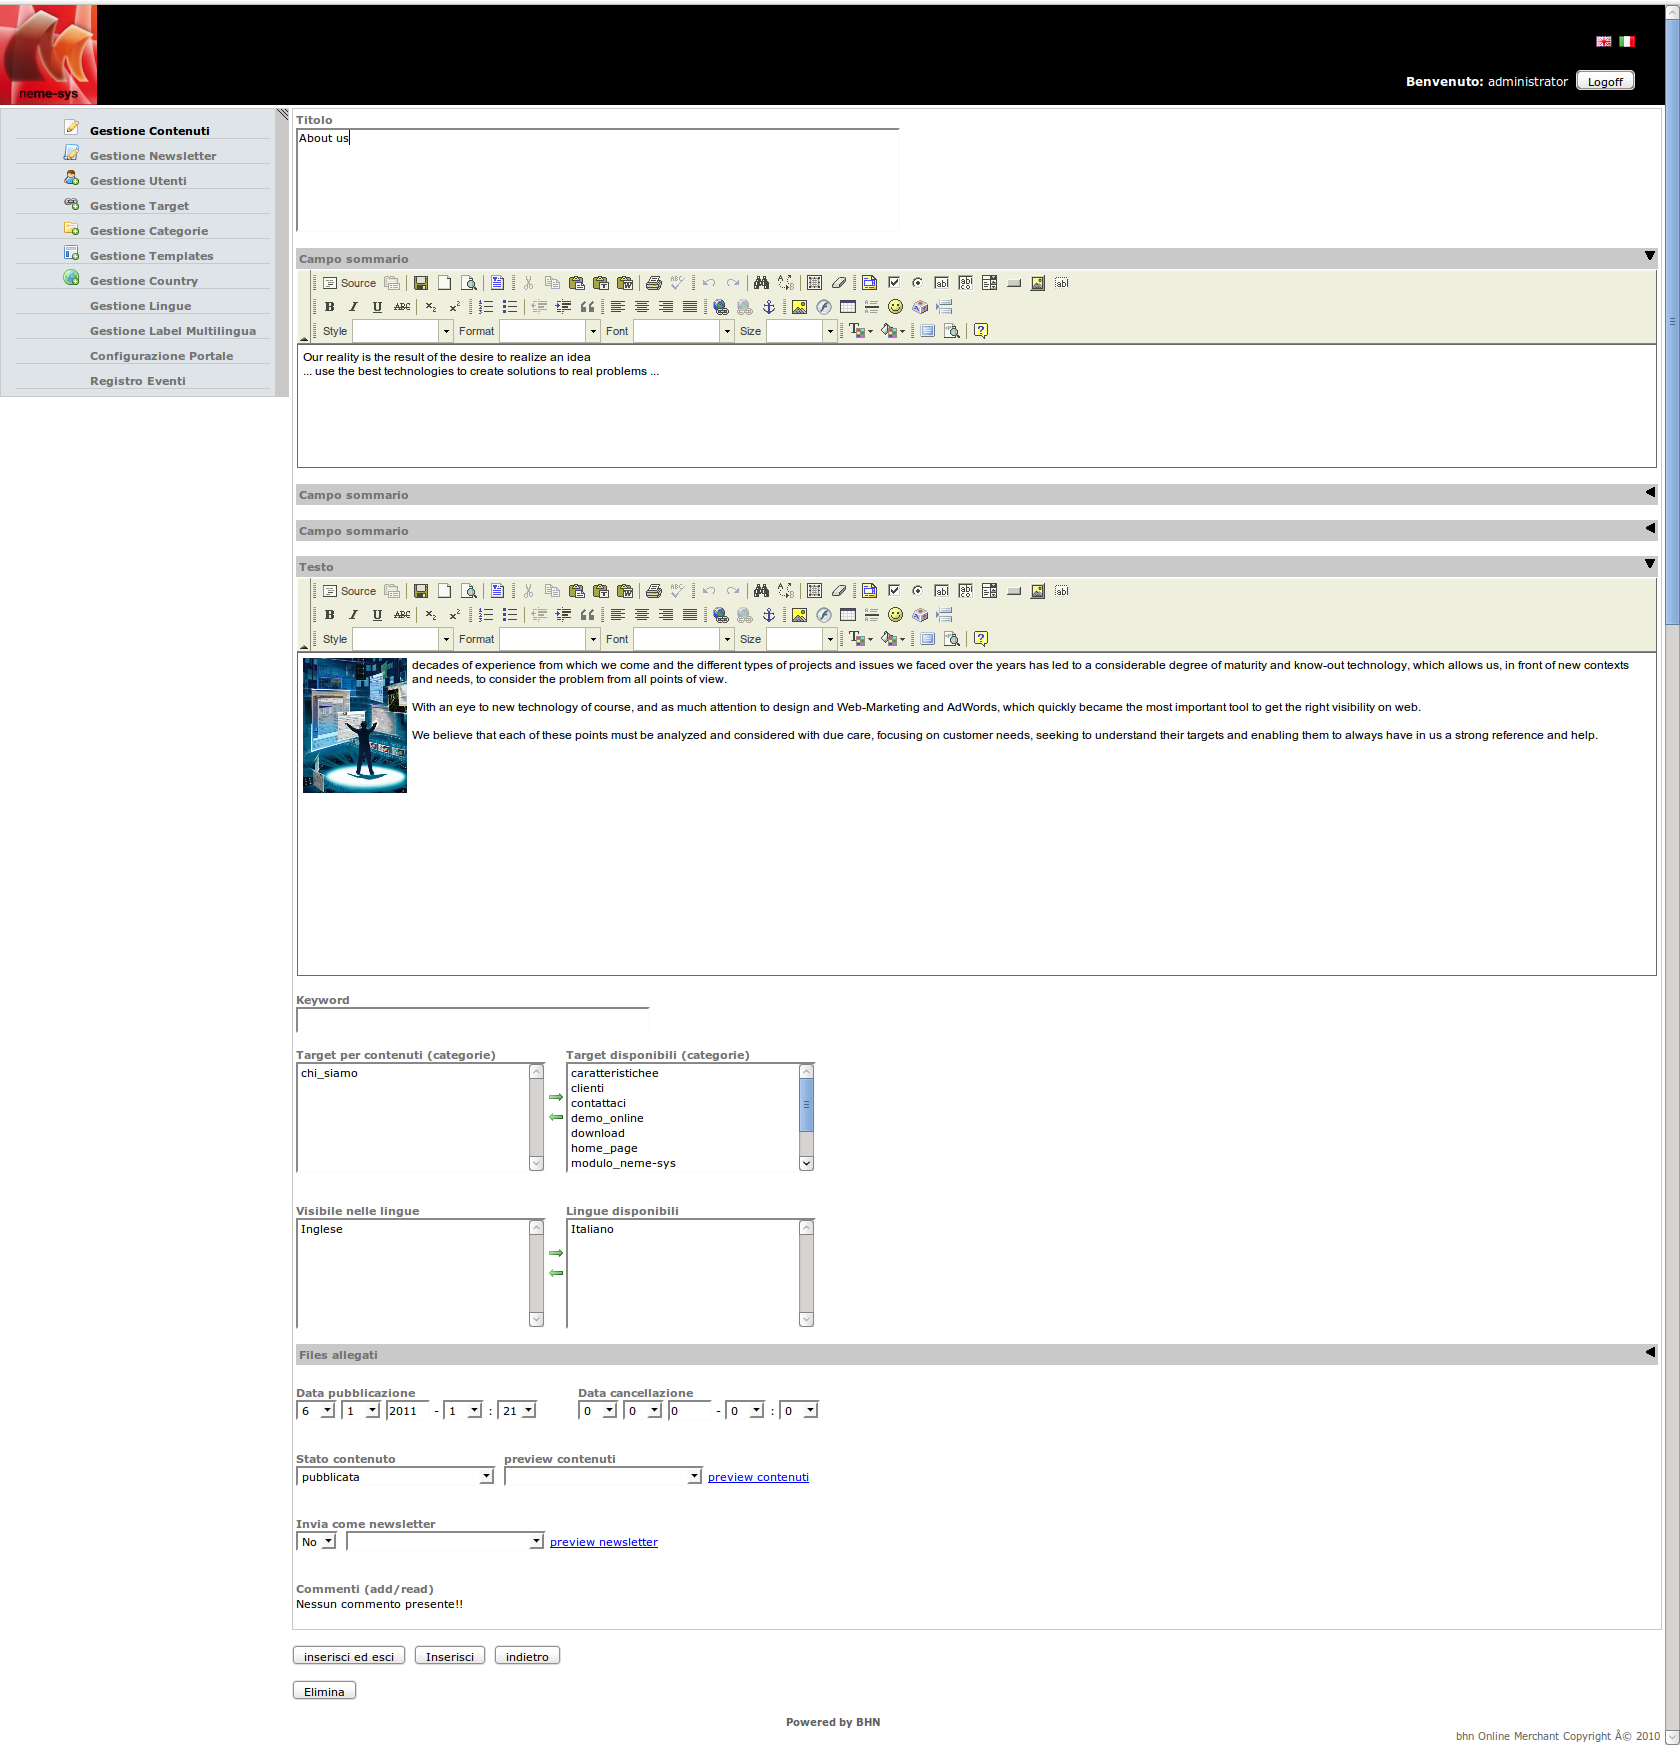 neme-sys
Benvenuto: administrator Logoff
Gestione Contenuti
Gestione Newsletter
Gestione Utenti
Gestione Target
Gestione Categorie
Gestione Templates
Gestione Country
Gestione Lingue
Gestione Label Multilingua
Configurazione Portale
Registro Eventi
Titolo
About us
Campo sommario
Source
Style Format Font Size
Our reality is the result of the desire to realize an idea
... use the best technologies to create solutions to real problems ...
Campo sommario
Campo sommario
Testo
Source
Style Format Font Size
decades of experience from which we come and the different types of projects and issues we faced over the years has led to a considerable degree of maturity and know-out technology, which allows us, in front of new contexts
and needs, to consider the problem from all points of view.
With an eye to new technology of course, and as much attention to design and Web-Marketing and AdWords, which quickly became the most important tool to get the right visibility on web.
We believe that each of these points must be analyzed and considered with due care, focusing on customer needs, seeking to understand their targets and enabling them to always have in us a strong reference and help.
Keyword
Target per contenuti (categorie) Target disponibili (categorie)
chi_siamo caratteristichee
clienti
contattaci
demo_online
download
home_page
modulo_neme-sys
Visibile nelle lingue Lingue disponibili
Inglese Italiano
Files allegati
Data pubblicazione Data cancellazione
6 1 2011 - 1 : 21 0 0 0 - 0 : 0
Stato contenuto preview contenuti
pubblicata preview contenuti
Invia come newsletter
No preview newsletter
Commenti (add/read)
Nessun commento presente!!
inserisci ed esci Inserisci indietro
Elimina
Powered by BHN
bhn Online Merchant Copyright Â© 2010